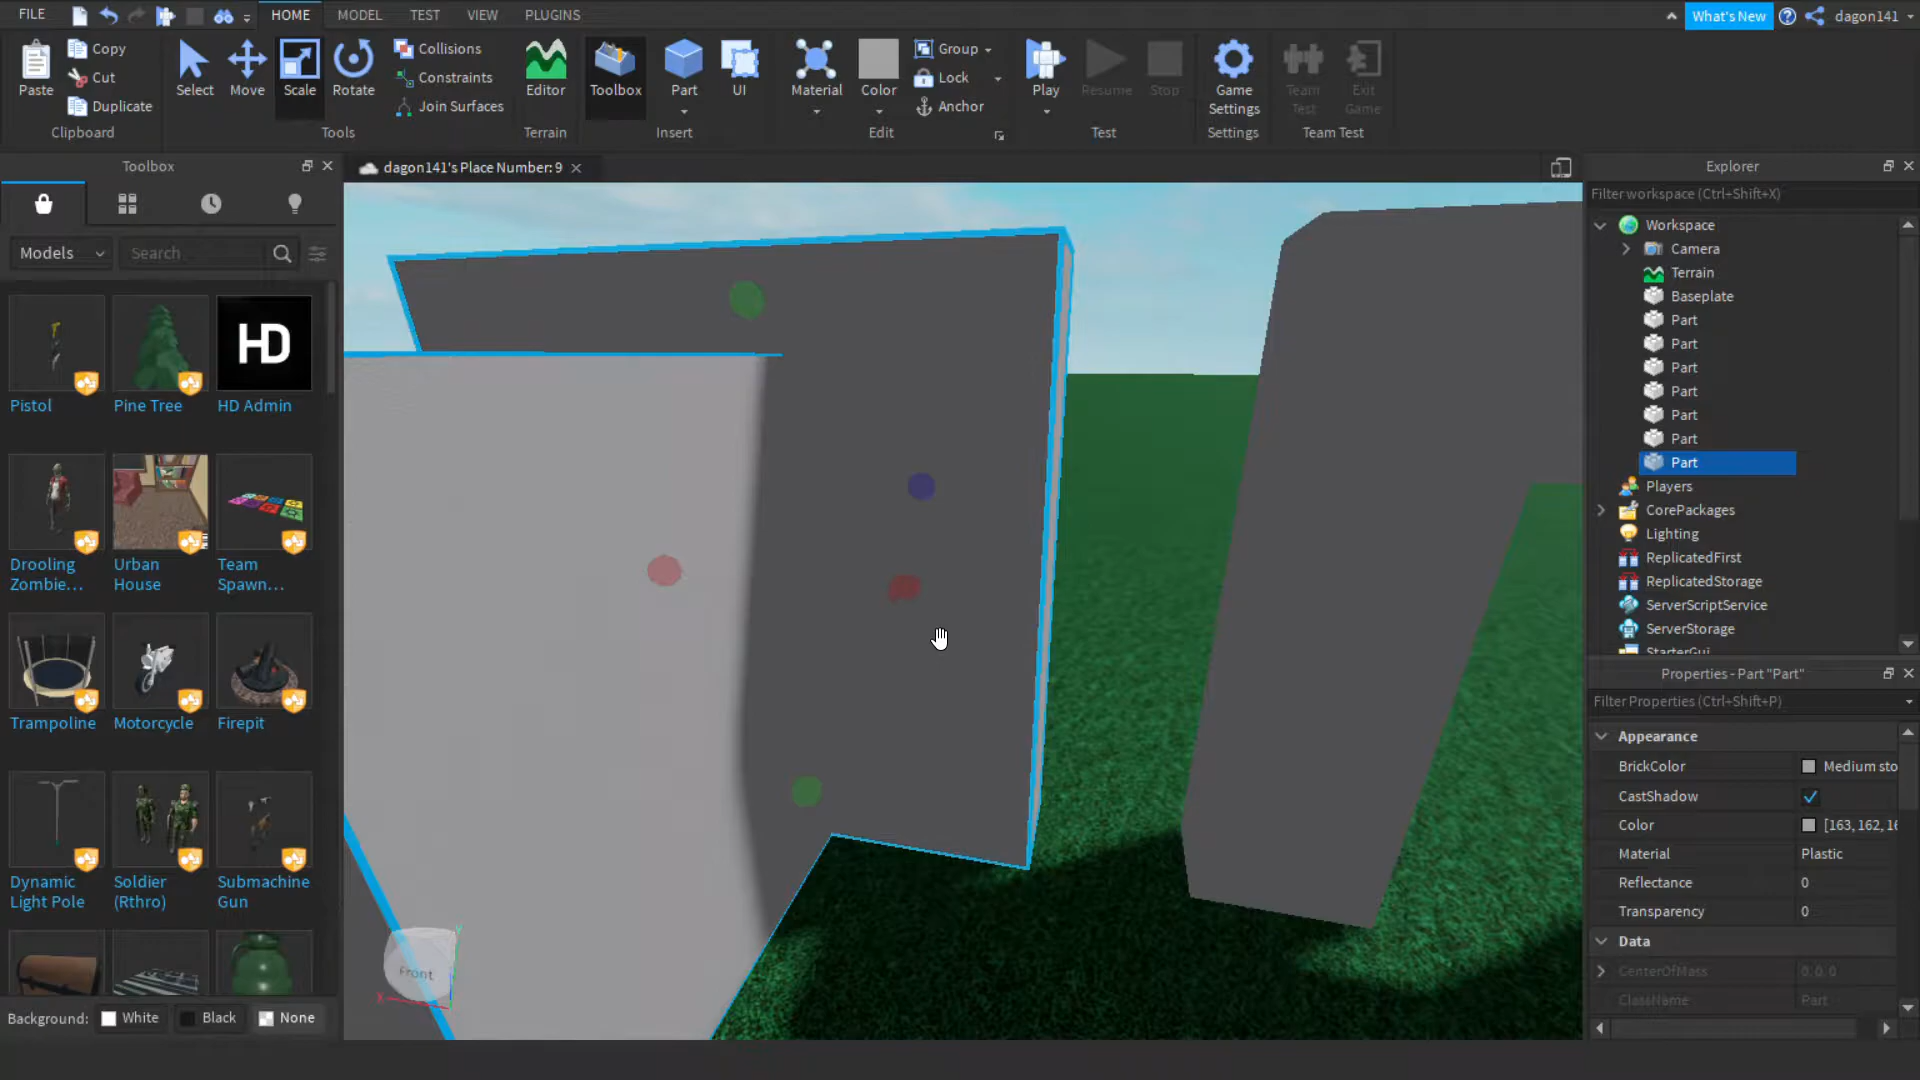 FILE
HOME
MODEL
TEST
VIEW
PLUGINS
What's New
dagon141
Paste
Copy
Cut
Duplicate
Clipboard
Select
Move
Scale
Rotate
Collisions
Constraints
Join Surfaces
Tools
Editor
Terrain
Toolbox
Part
UI
Insert
Material
Color
Group
Lock
Anchor
Edit
Play
Resume
Stop
Test
Game
Settings
Settings
Team
Test
Exit
Game
Team Test
Toolbox
dagon141's Place Number: 9
Explorer
Models
Search
Pistol
Pine Tree
HD
HD Admin
Drooling
Zombie...
Urban
House
Team
Spawn...
Trampoline
Motorcycle
Firepit
Dynamic
Light Pole
Soldier
(Rthro)
Submachine
Gun
Background:
White
Black
None
Front
X
Y
Filter workspace (Ctrl+Shift+X)
Workspace
Camera
Terrain
Baseplate
Part
Part
Part
Part
Part
Part
Part
Players
CorePackages
Lighting
ReplicatedFirst
ReplicatedStorage
ServerScriptService
ServerStorage
StarterGui
Properties - Part "Part"
Filter Properties (Ctrl+Shift+P)
Appearance
BrickColor
Medium sto
CastShadow
Color
[163, 162, 16
Material
Plastic
Reflectance
0
Transparency
0
Data
CenterOfMass
0, 0, 0
ClassName
Part